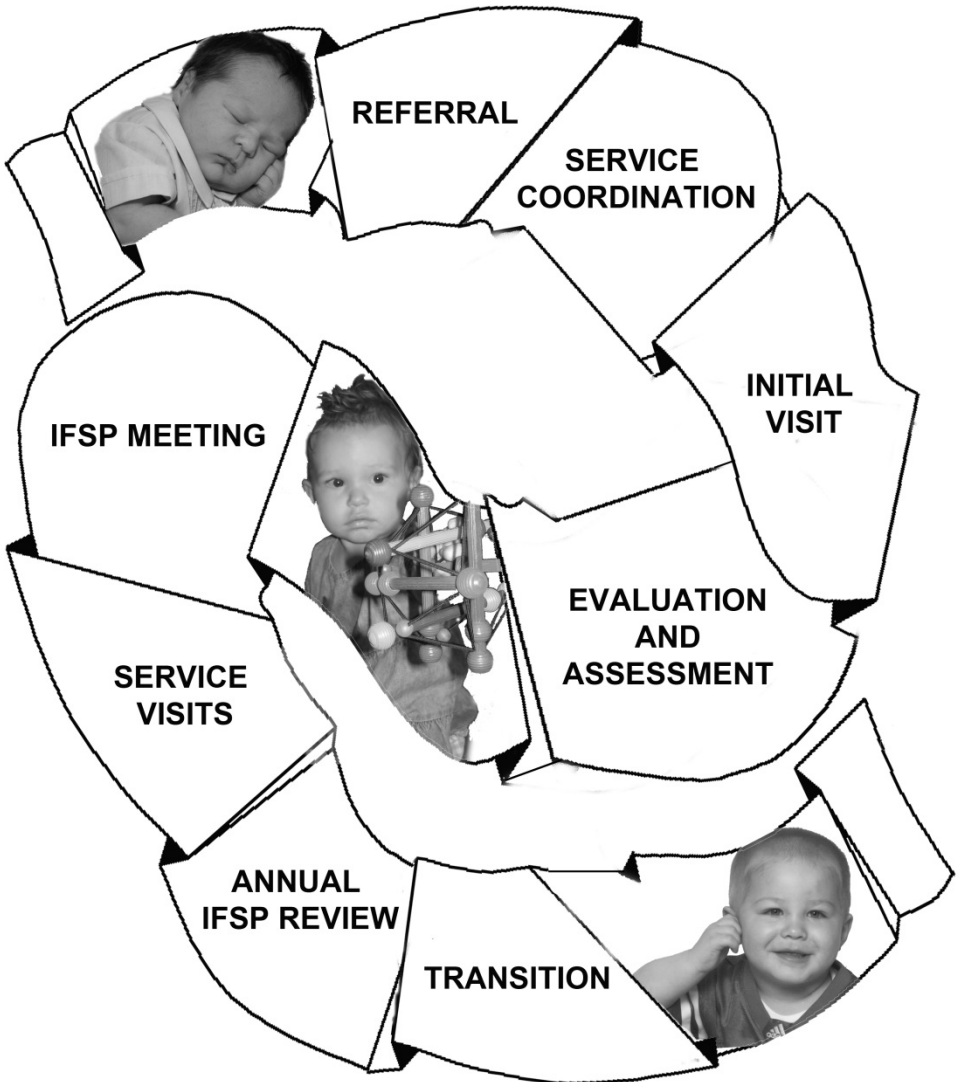 REFERRAL
SERVICE
COORDINATION
INITIAL
VISIT
EVALUATION
AND
ASSESSMENT
IFSP MEETING
SERVICE
VISITS
ANNUAL
IFSP REVIEW
TRANSITION